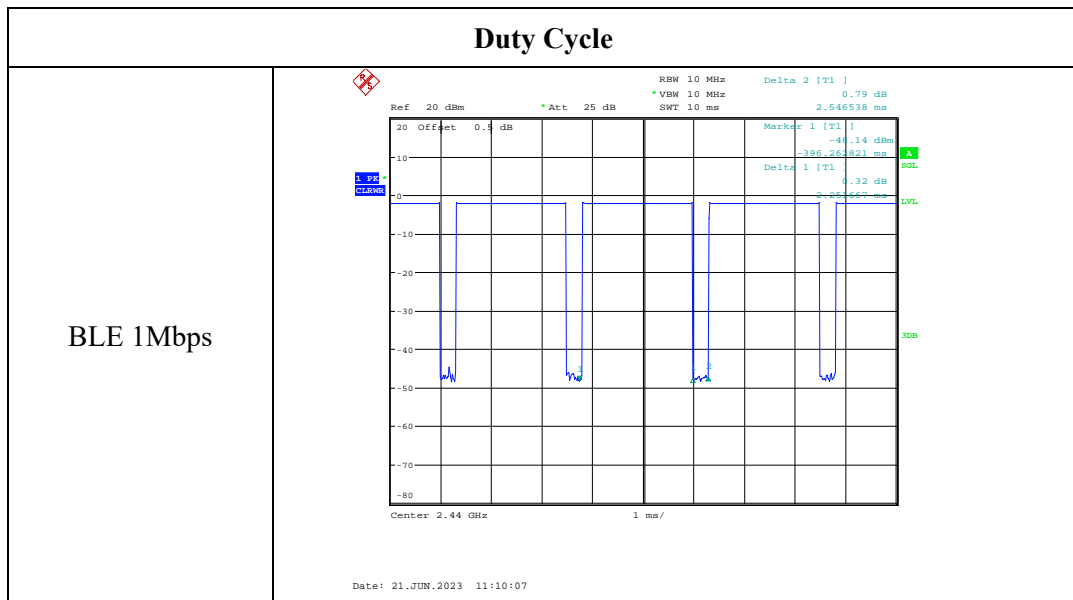 Duty Cycle
BLE 1Mbps
R
S
RBW 10 MHz
Delta 2 [T1 ]
* VBW 10 MHz
0.79 dB
Ref 20 dBm
* Att 25 dB
SWT 10 ms
2.546538 ms
20 Offset 0.5 dB
Marker 1 [T1 ]
-48.14 dBm
-396.262821 ms
A
10
SGL
Delta 1 [T1 ]
1 PK *
0.32 dB
CLRWR
0
LVL
-10
-20
-30
3DB
-40
1
1
2
-50
-60
-70
-80
Center 2.44 GHz
1 ms/
Date: 21.JUN.2023 11:10:07